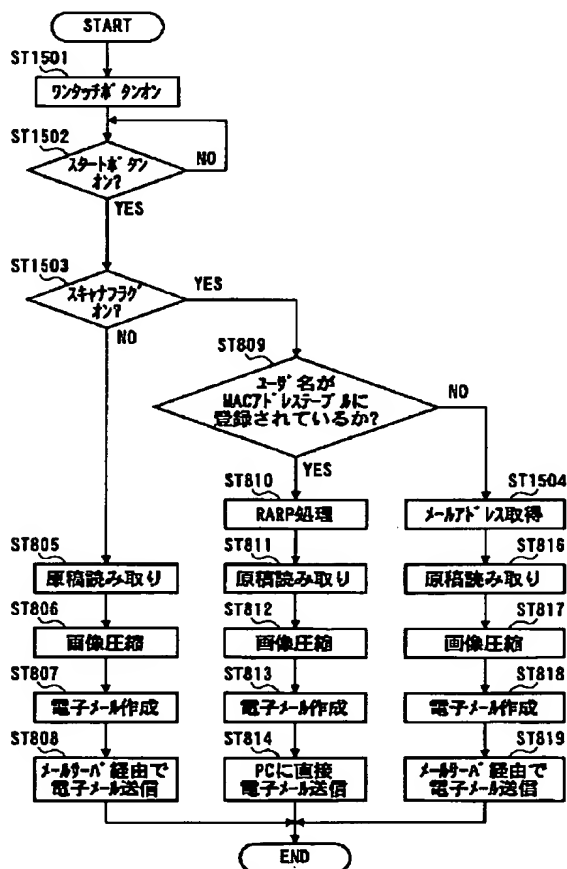 START
ST1501
ワンタッチボタンオン
ST1502
スタートボタン
オン?
NO
YES
ST1503
スキャナフラグ
オン?
YES
NO
ST809
ユーザ名が
MACアドレステーブルに
登録されているか?
NO
YES
ST810
RARP処理
ST1504
メールアドレス取得
ST805
原稿読み取り
ST811
原稿読み取り
ST816
原稿読み取り
ST806
画像圧縮
ST812
画像圧縮
ST817
画像圧縮
ST807
電子メール作成
ST813
電子メール作成
ST818
電子メール作成
ST808
メールサーバ経由で
電子メール送信
ST814
PCに直接
電子メール送信
ST819
メールサーバ経由で
電子メール送信
END